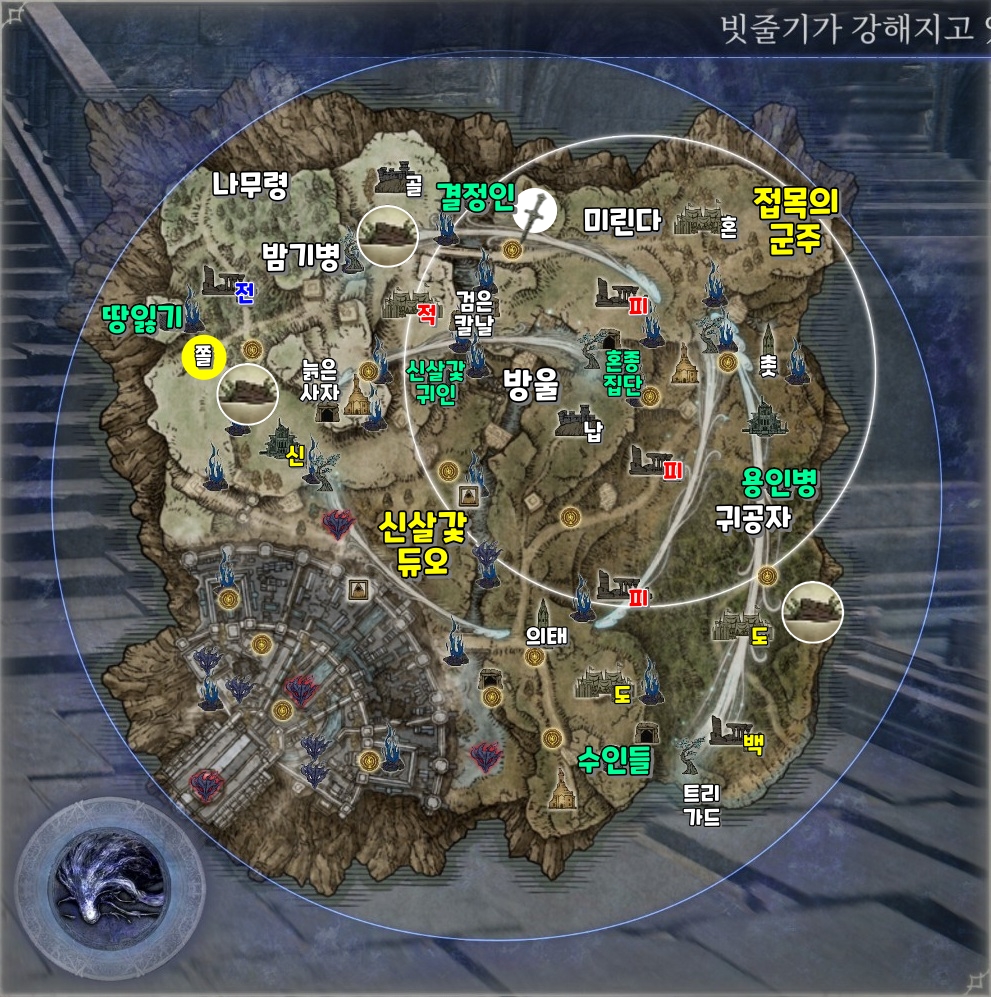 빗줄기가 강해지고
나무령
골
결정인
미린다
혼
접목의
군주
밤기병
전
땅잃기
적
검은
칼날
피
쫄
늙은
사자
신살갗
귀인
방울
혼종
집단
촛
신
납
피
신살갗
듀오
용인병
귀공자
피
의태
도
도
수인들
백
트리
가드